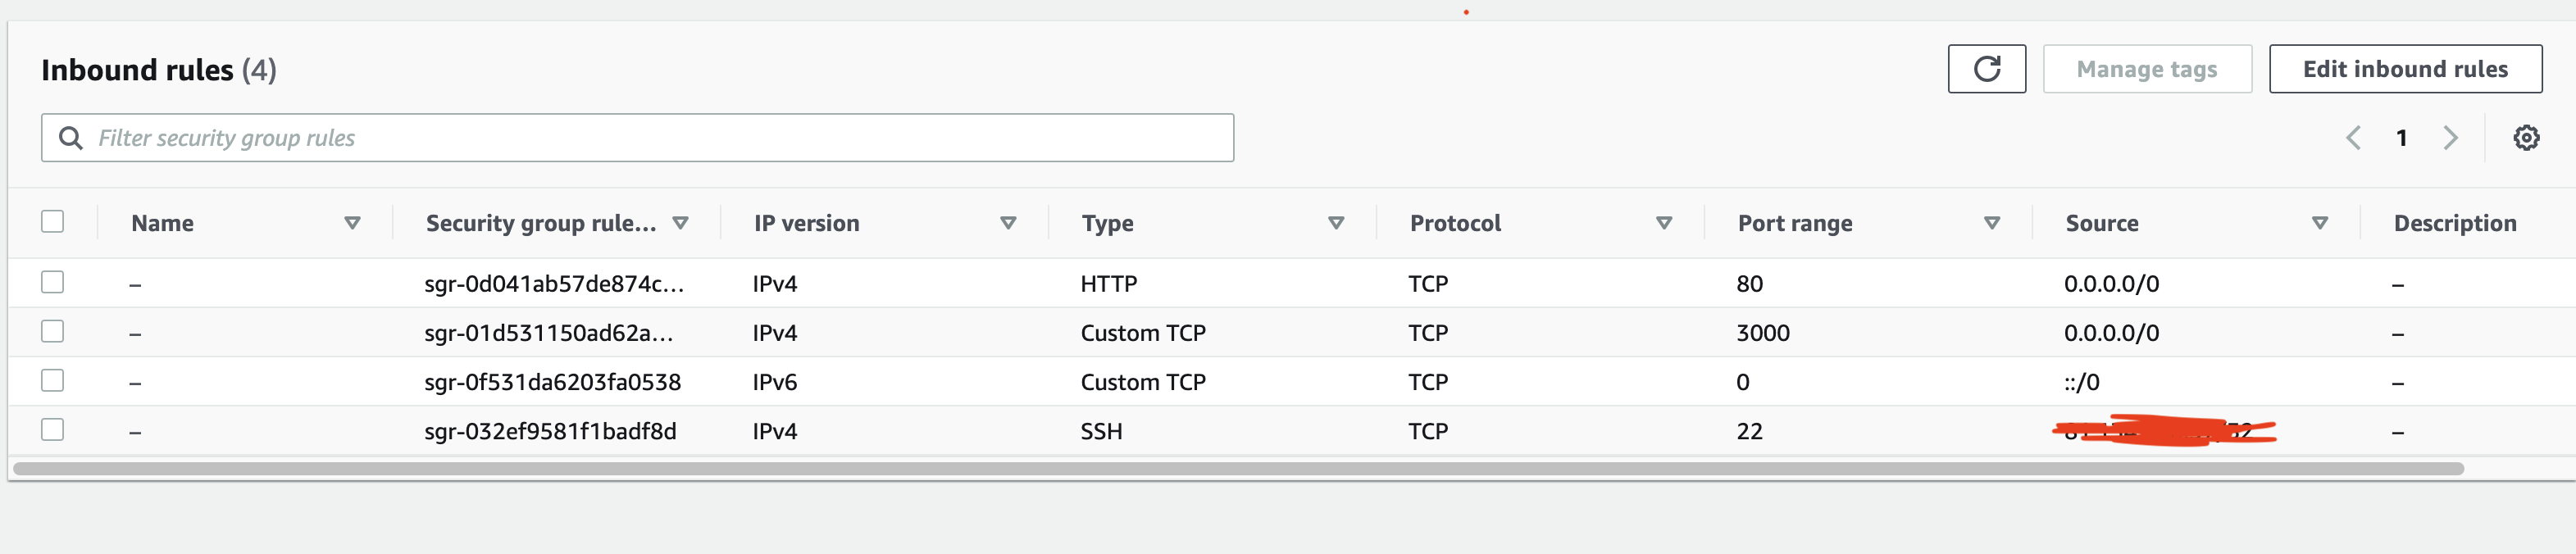 Inbound rules (4)
Manage tags
Edit inbound rules
Filter security group rules
1
Name Security group rule... IP version Type Protocol Port range Source Description
– sgr-0d041ab57de874c... IPv4 HTTP TCP 80 0.0.0.0/0 –
– sgr-01d531150ad62a... IPv4 Custom TCP TCP 3000 0.0.0.0/0 –
– sgr-0f531da6203fa0538 IPv6 Custom TCP TCP 0 ::/0 –
– sgr-032ef9581f1badf8d IPv4 SSH TCP 22 –